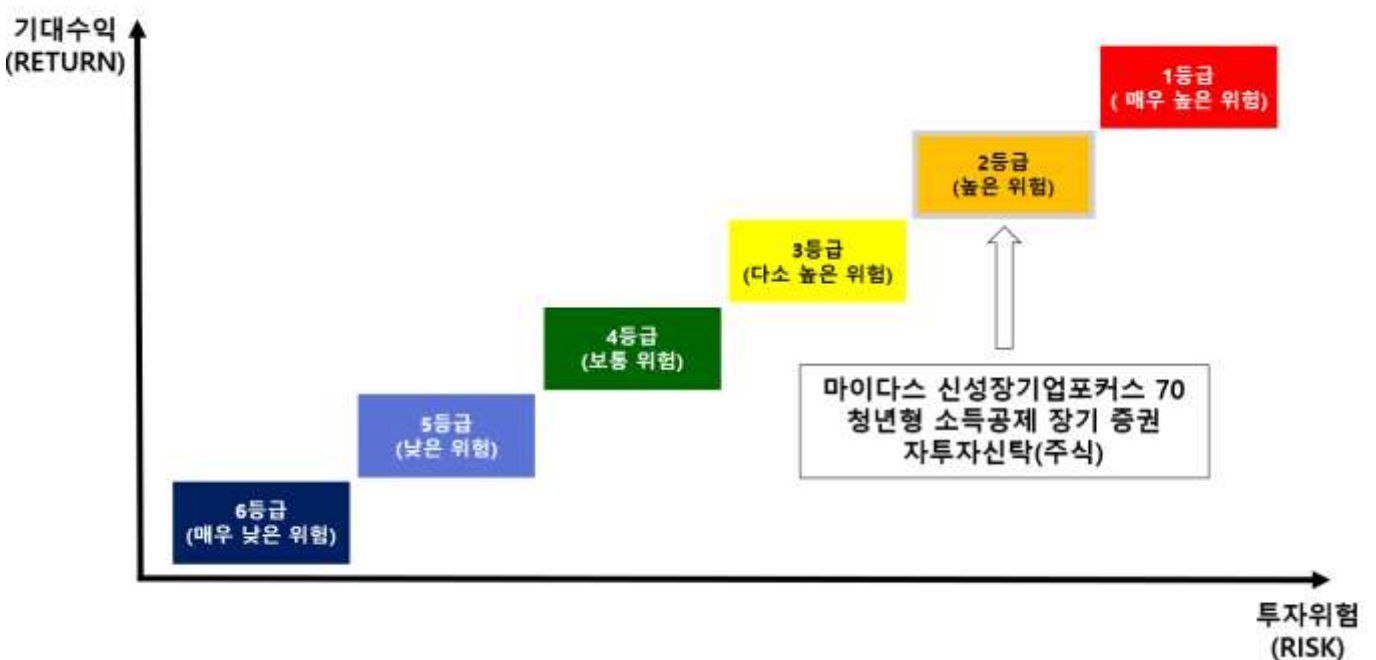 기대수익
(RETURN)
1등급
( 매우 높은 위험)
2등급
(높은 위험)
3등급
(다소 높은 위험)
4등급
(보통 위험)
마이다스 신성장기업포커스 70
청년형 소득공제 장기 증권
자투자신탁(주식)
5등급
(낮은 위험)
6등급
(매우 낮은 위험)
투자위험
(RISK)